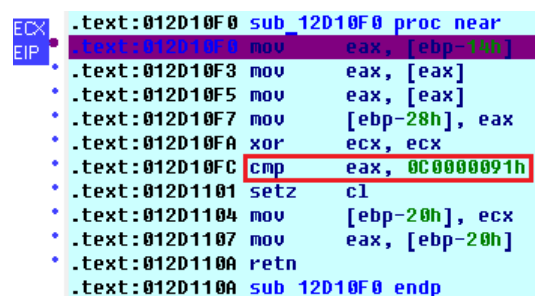 ECX
EIP
.text:012D10F0 sub_12D10F0 proc near
.text:012D10F0 mov eax, [ebp-14h]
.text:012D10F3 mov eax, [eax]
.text:012D10F5 mov eax, [eax]
.text:012D10F7 mov [ebp-28h], eax
.text:012D10FA xor ecx, ecx
.text:012D10FC cmp eax, 0C0000091h
.text:012D1101 setz cl
.text:012D1104 mov [ebp-20h], ecx
.text:012D1107 mov eax, [ebp-20h]
.text:012D110A retn
.text:012D110A sub_12D10F0 endp